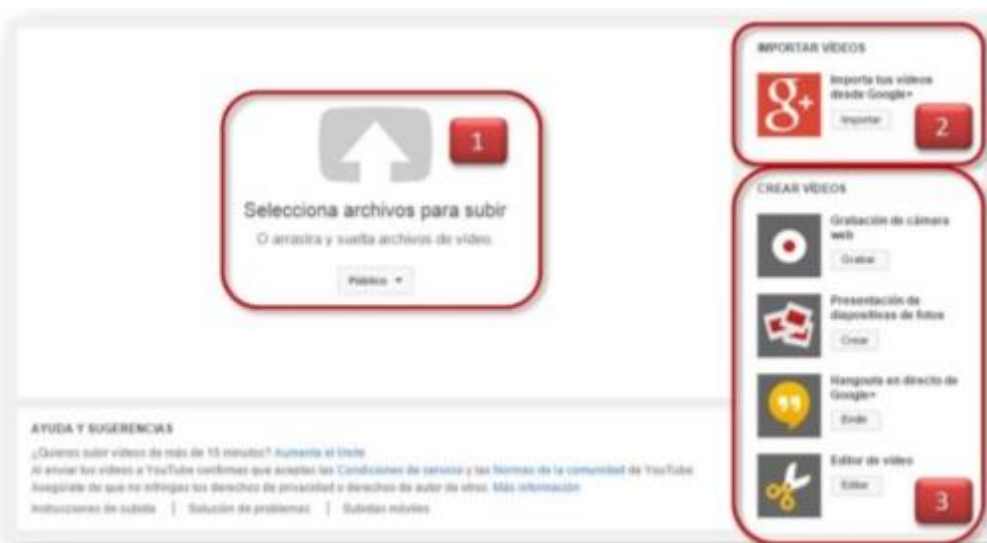 1
Selecciona archivos para subir
O arrastra y suelta archivos de vídeo.
Público
IMPORTAR VÍDEOS
g+
Importa tus vídeos
desde Google+
Importar
2
CREAR VÍDEOS
Grabación de cámara
web
Grabar
Presentación de
diapositivas de fotos
Crear
Hangouts en directo de
Google+
Editor de vídeo
Editar
3
AYUDA Y SUGERENCIAS
¿Quieres subir vídeos de más de 15 minutos? Aumenta el límite
Al enviar tus vídeos a YouTube confirmas que aceptas las Condiciones de servicio y las Normas de la comunidad de YouTube.
Asegúrate de que no infringes los derechos de privacidad o derechos de autor de otros. Más información
Instrucciones de subida | Solución de problemas | Subidas móviles